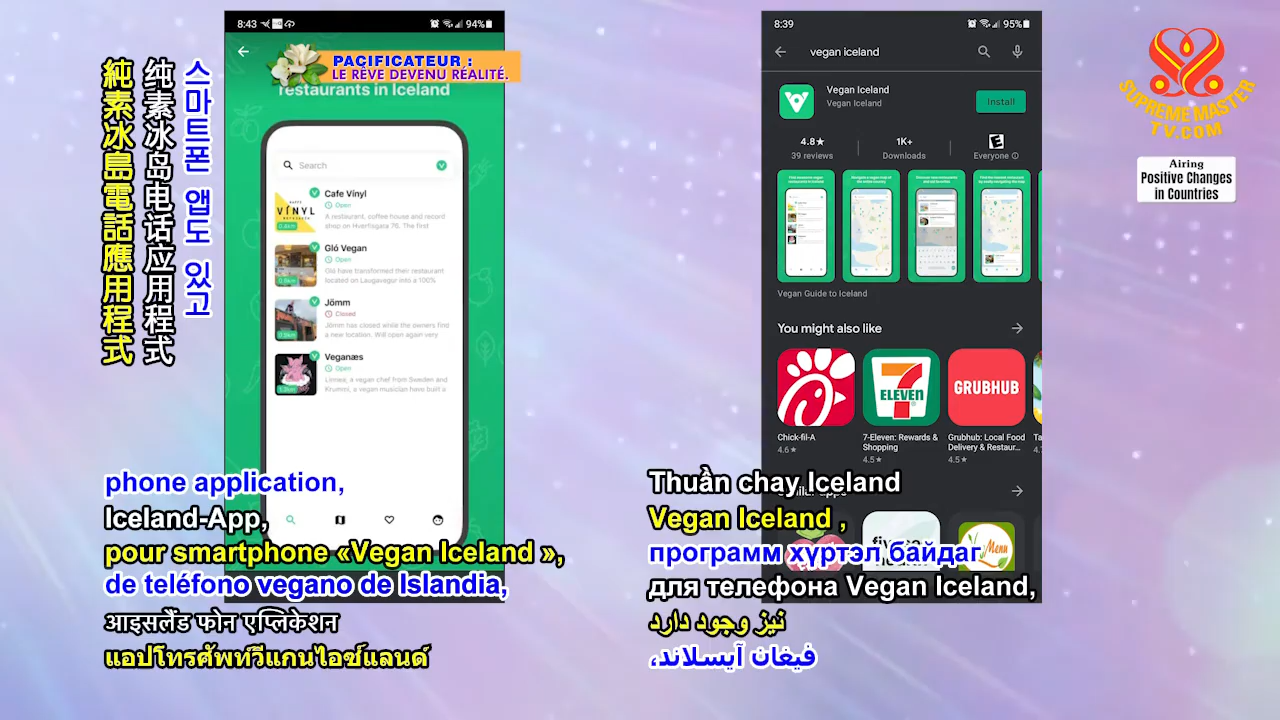 純素冰島電話應用程式
纯素冰岛电话应用程式
스마트폰 앱도 있고
8:43
94%
PACIFICATEUR :
LE RÊVE DEVENU RÉALITÉ.
restaurants in Iceland
Search
Cafe Vinyl
Open
A restaurant, coffee house and record
shop on Hverfisgata 76. The first
VÍNYL
0.4km
Gló Vegan
Open
Gló have transformed their restaurant
located on Laugavegur into a 100%
Jömm
Closed
Jömm has closed while the owners find
a new location. Will open again very
Veganæs
Open
Linnea, a vegan chef from Sweden and
Krummi, a vegan musician have built a
8:39
95%
vegan iceland
Vegan Iceland
Vegan Iceland
Install
4.8★
39 reviews
1K+
Downloads
E
Everyone
Vegan Guide to Iceland
You might also like
ELEVEN
GRUBHUB
Chick-fil-A
4.6★
7-Eleven: Rewards &
Shopping
4.5★
Grubhub: Local Food
Delivery & Restaur...
4.5★
Menu
SUPREME MASTER
TV.COM
Airing
Positive Changes
in Countries
phone application,
Iceland-App,
pour smartphone «Vegan Iceland »,
de teléfono vegano de Islandia,
आइसलैंड फोन एप्लिकेशन
แอปโทรศัพท์วีแกนไอซ์แลนด์
Thuần chay Iceland
Vegan Iceland ,
программ хүртэл байдаг
для телефона Vegan Iceland,
نیز وجود دارد
فيغان آيسلاند،